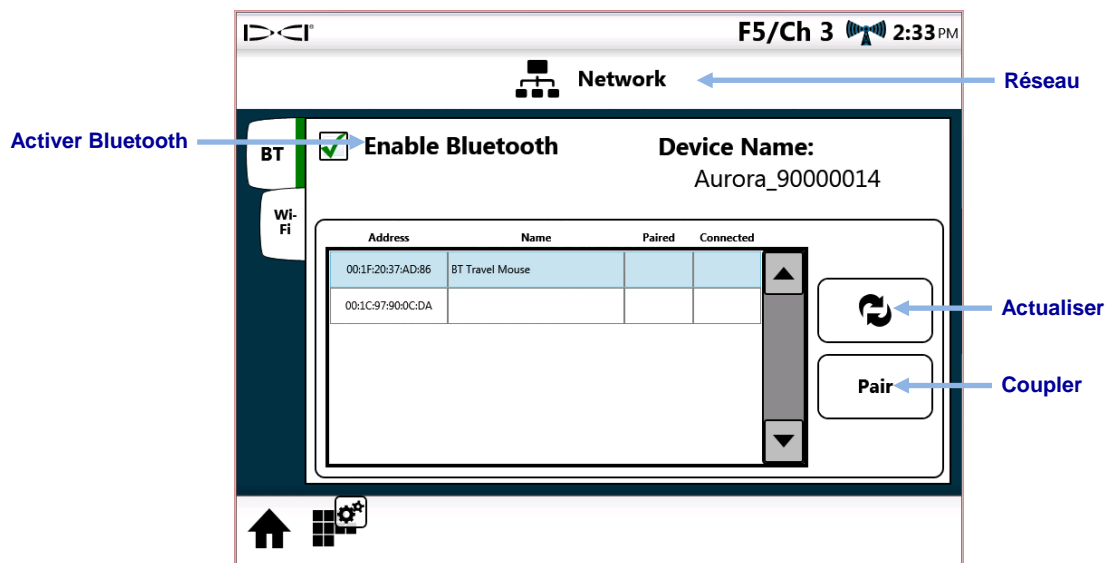 DCI®
F5/Ch 3 2:33 PM
Network
Réseau
Activer Bluetooth
BT
Enable Bluetooth
Device Name:
Aurora_90000014
Wi-
Fi
Address Name Paired Connected
00:1F:20:37:AD:86 BT Travel Mouse
00:1C:97:90:0C:DA
Actualiser
Pair
Coupler